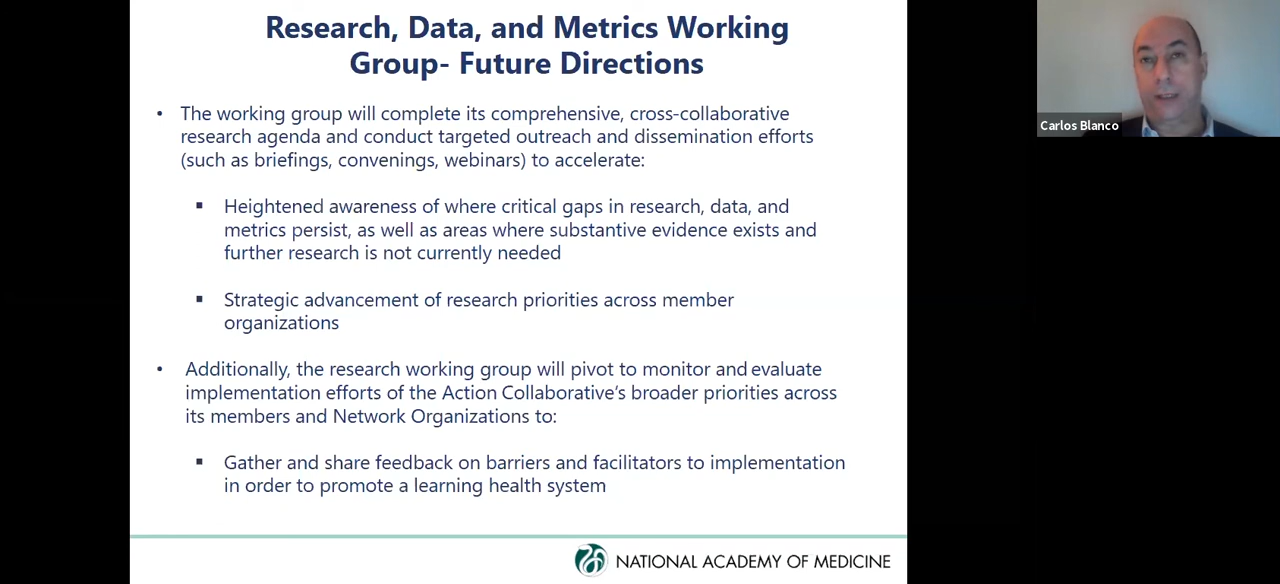 Research, Data, and Metrics Working
Group- Future Directions
• The working group will complete its comprehensive, cross-collaborative
research agenda and conduct targeted outreach and dissemination efforts
(such as briefings, convenings, webinars) to accelerate:
▪ Heightened awareness of where critical gaps in research, data, and
metrics persist, as well as areas where substantive evidence exists and
further research is not currently needed
▪ Strategic advancement of research priorities across member
organizations
• Additionally, the research working group will pivot to monitor and evaluate
implementation efforts of the Action Collaborative’s broader priorities across
its members and Network Organizations to:
▪ Gather and share feedback on barriers and facilitators to implementation
in order to promote a learning health system
NATIONAL ACADEMY OF MEDICINE
Carlos Blanco